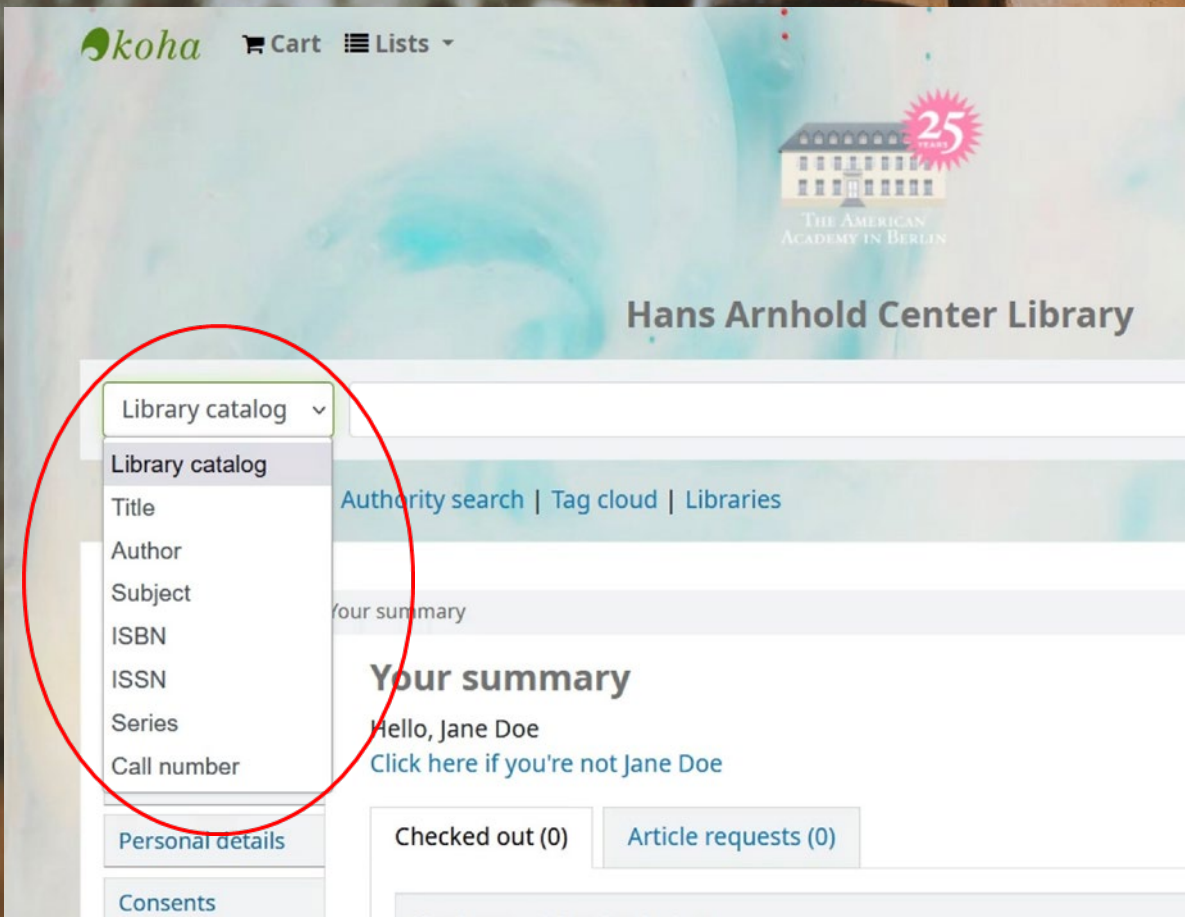 koha Cart Lists
25
YEARS
THE AMERICAN
ACADEMY IN BERLIN
Hans Arnhold Center Library
Library catalog
Library catalog
Title
Author
Subject
ISBN
ISSN
Series
Call number
Authority search | Tag cloud | Libraries
Your summary
Your summary
Hello, Jane Doe
Click here if you're not Jane Doe
Checked out (0) Article requests (0)
Personal details
Consents